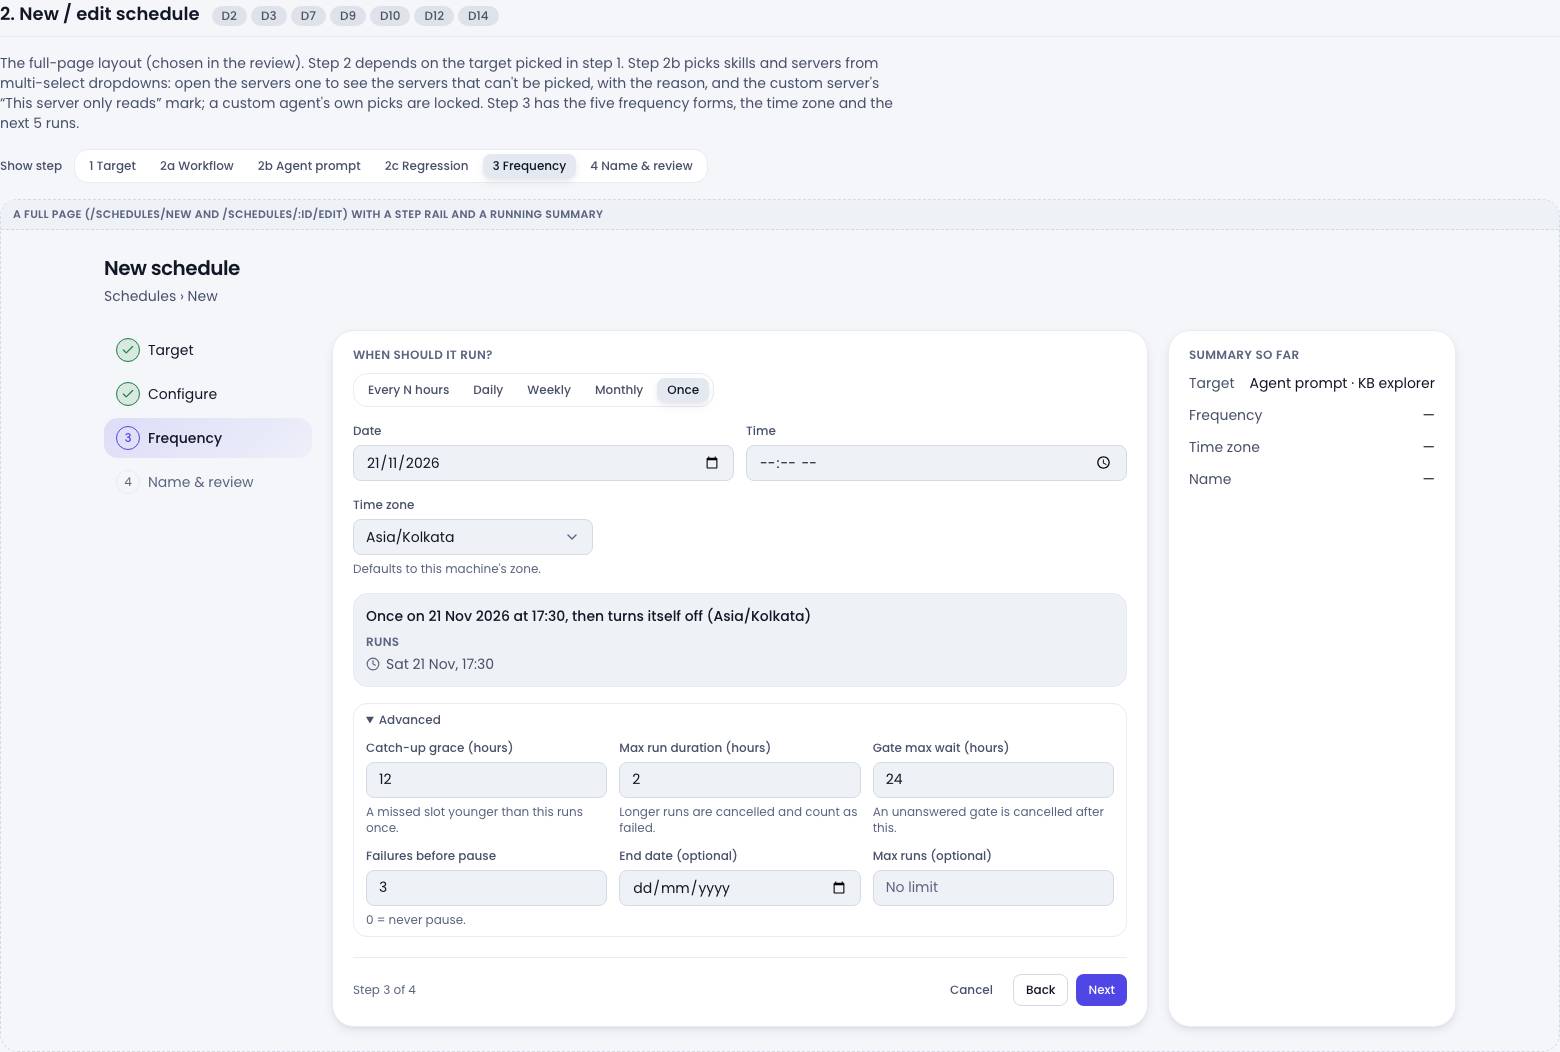 2. New / edit schedule D2 D3 D7 D9 D10 D12 D14
The full-page layout (chosen in the review). Step 2 depends on the target picked in step 1. Step 2b picks skills and servers from
multi-select dropdowns: open the servers one to see the servers that can't be picked, with the reason, and the custom server's
“This server only reads” mark; a custom agent's own picks are locked. Step 3 has the five frequency forms, the time zone and the
next 5 runs.
Show step 1 Target 2a Workflow 2b Agent prompt 2c Regression 3 Frequency 4 Name & review
A FULL PAGE (/SCHEDULES/NEW AND /SCHEDULES/:ID/EDIT) WITH A STEP RAIL AND A RUNNING SUMMARY
New schedule
Schedules › New
Target
Configure
3 Frequency
4 Name & review
WHEN SHOULD IT RUN?
Every N hours Daily Weekly Monthly Once
Date Time
21/11/2026 --:-- --
Time zone
Asia/Kolkata
Defaults to this machine's zone.
Once on 21 Nov 2026 at 17:30, then turns itself off (Asia/Kolkata)
RUNS
Sat 21 Nov, 17:30
▼ Advanced
Catch-up grace (hours) Max run duration (hours) Gate max wait (hours)
12 2 24
A missed slot younger than this runs once. Longer runs are cancelled and count as failed. An unanswered gate is cancelled after this.
Failures before pause End date (optional) Max runs (optional)
3 dd/mm/yyyy No limit
0 = never pause.
Step 3 of 4 Cancel Back Next
SUMMARY SO FAR
Target Agent prompt · KB explorer
Frequency —
Time zone —
Name —